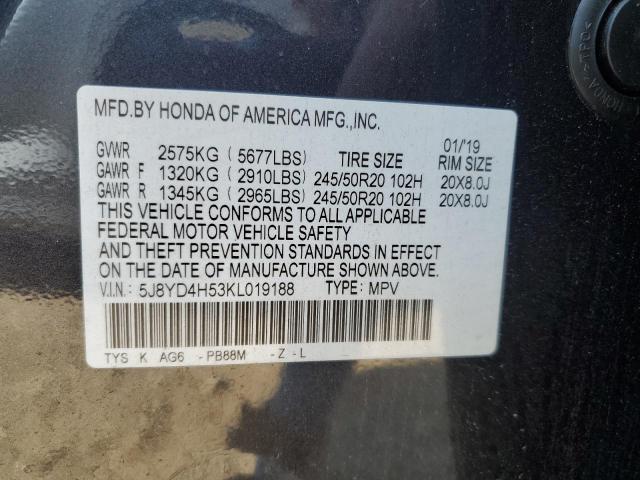 MFD.BY HONDA OF AMERICA MFG.,INC.
01/'19
GVWR 2575KG ( 5677LBS) TIRE SIZE RIM SIZE
GAWR F 1320KG ( 2910LBS) 245/50R20 102H 20X8.0J
GAWR R 1345KG ( 2965LBS) 245/50R20 102H 20X8.0J
THIS VEHICLE CONFORMS TO ALL APPLICABLE
FEDERAL MOTOR VEHICLE SAFETY
AND THEFT PREVENTION STANDARDS IN EFFECT
ON THE DATE OF MANUFACTURE SHOWN ABOVE.
V.I.N.: 5J8YD4H53KL019188 TYPE: MPV
TYS K AG6 - PB88M - Z - L
HONDA >TPO<